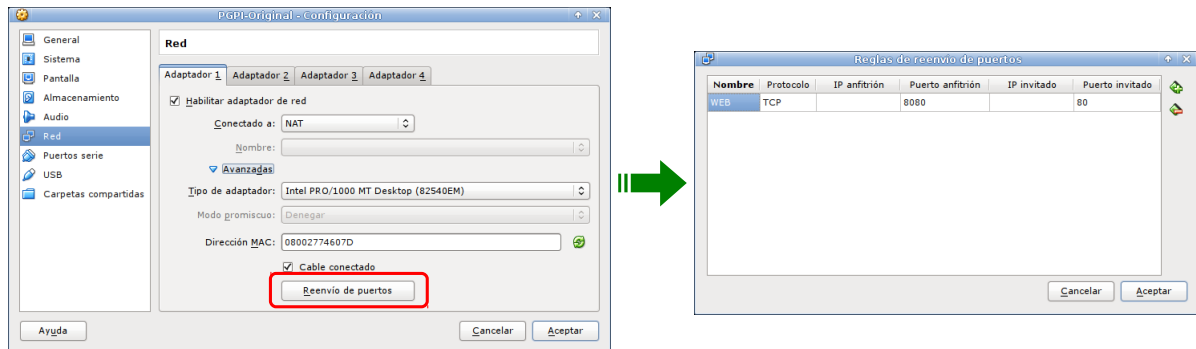 PGPI-Original - Configuración
General
Sistema
Pantalla
Almacenamiento
Audio
Red
Puertos serie
USB
Carpetas compartidas
Red
Adaptador 1 Adaptador 2 Adaptador 3 Adaptador 4
Habilitar adaptador de red
Conectado a: NAT
Nombre:
Avanzadas
Tipo de adaptador: Intel PRO/1000 MT Desktop (82540EM)
Modo promiscuo: Denegar
Dirección MAC: 08002774607D
Cable conectado
Reenvío de puertos
Ayuda Cancelar Aceptar
Reglas de reenvío de puertos
Nombre Protocolo IP anfitrión Puerto anfitrión IP invitado Puerto invitado
WEB TCP 8080 80
Cancelar Aceptar